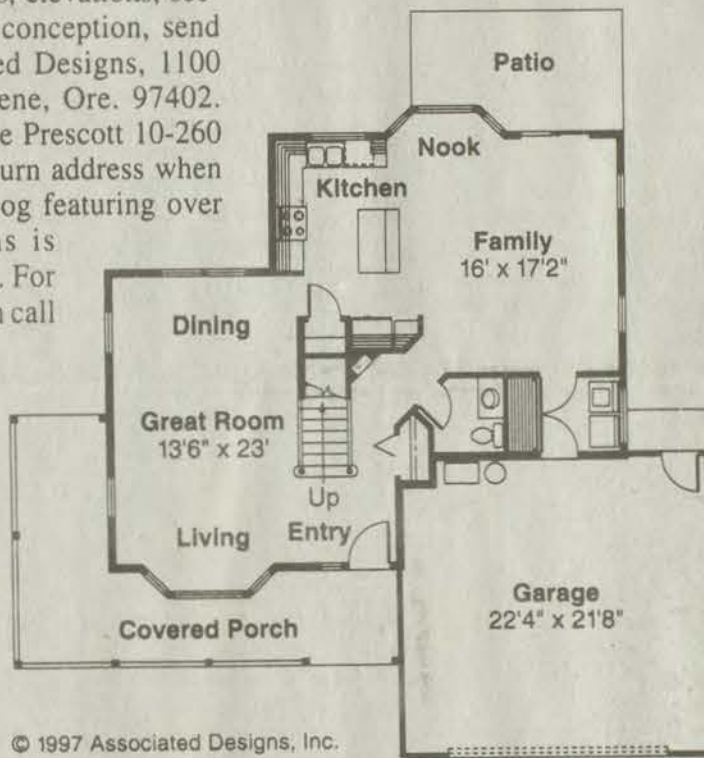 conception, send
ed Designs, 1100
ene, Ore. 97402.
e Prescott 10-260
urn address when
og featuring over
ns is
. For
n call
Patio
Nook
Kitchen
Family
16' x 17'2"
Dining
Great Room
13'6" x 23'
Up
Living
Entry
Garage
22'4" x 21'8"
Covered Porch
© 1997 Associated Designs, Inc.